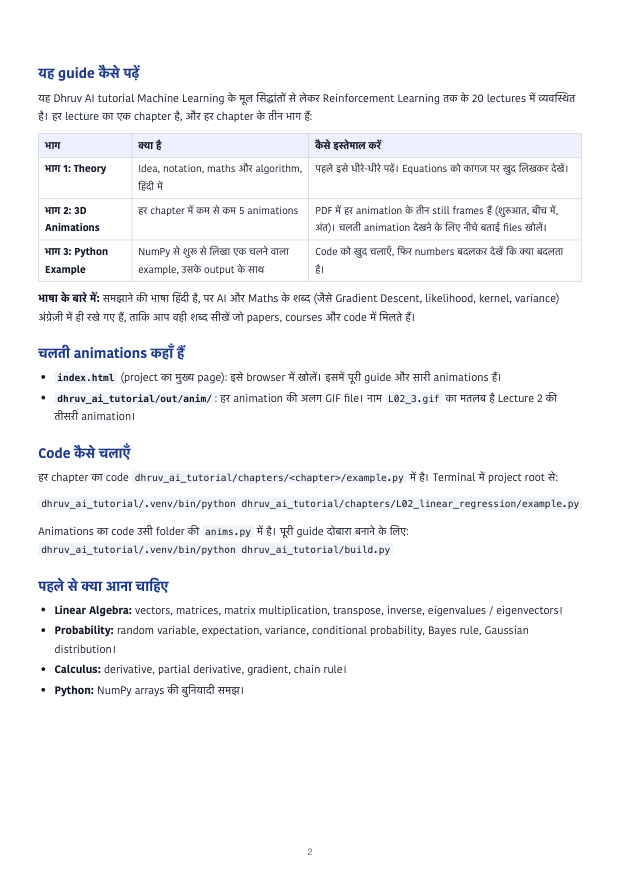 यह guide कैसे पढ़ें
यह Dhruv AI tutorial Machine Learning के मूल सिद्धांतों से लेकर Reinforcement Learning तक के 20 lectures में व्यवस्थित
है। हर lecture का एक chapter है, और हर chapter के तीन भाग हैं:
भाग क्या है कैसे इस्तेमाल करें
भाग 1: Theory Idea, notation, maths और algorithm, पहले इसे धीरे-धीरे पढ़ें। Equations को कागज पर खुद लिखकर देखें।
हिंदी में
भाग 2: 3D हर chapter में कम से कम 5 animations PDF में हर animation के तीन still frames हैं (शुरुआत, बीच में,
Animations अंत)। चलती animation देखने के लिए नीचे बताई files खोलें।
भाग 3: Python NumPy से शुरू से लिखा एक चलने वाला Code को खुद चलाएँ, फिर numbers बदलकर देखें कि क्या बदलता
Example example, उसके output के साथ है।
भाषा के बारे में: समझाने की भाषा हिंदी है, पर AI और Maths के शब्द (जैसे Gradient Descent, likelihood, kernel, variance)
अंग्रेज़ी में ही रखे गए हैं, ताकि आप वही शब्द सीखें जो papers, courses और code में मिलते हैं।
चलती animations कहाँ हैं
• index.html (project का मुख्य page): इसे browser में खोलें। इसमें पूरी guide और सारी animations हैं।
• dhruv_ai_tutorial/out/anim/ : हर animation की अलग GIF file। नाम L02_3.gif का मतलब है Lecture 2 की
तीसरी animation।
Code कैसे चलाएँ
हर chapter का code dhruv_ai_tutorial/chapters/<chapter>/example.py में है। Terminal में project root से:
dhruv_ai_tutorial/.venv/bin/python dhruv_ai_tutorial/chapters/L02_linear_regression/example.py
Animations का code उसी folder की anims.py में है। पूरी guide दोबारा बनाने के लिए:
dhruv_ai_tutorial/.venv/bin/python dhruv_ai_tutorial/build.py
पहले से क्या आना चाहिए
• Linear Algebra: vectors, matrices, matrix multiplication, transpose, inverse, eigenvalues / eigenvectors।
• Probability: random variable, expectation, variance, conditional probability, Bayes rule, Gaussian
distribution।
• Calculus: derivative, partial derivative, gradient, chain rule।
• Python: NumPy arrays की बुनियादी समझ।
2